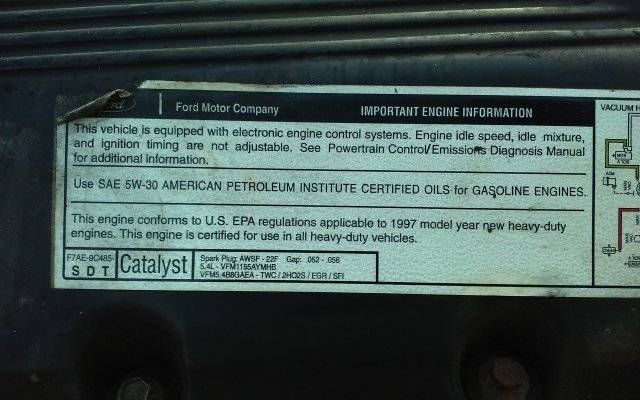 Ford Motor Company IMPORTANT ENGINE INFORMATION
This vehicle is equipped with electronic engine control systems. Engine idle speed, idle mixture,
and ignition timing are not adjustable. See Powertrain Control/Emissions Diagnosis Manual
for additional information.
Use SAE 5W-30 AMERICAN PETROLEUM INSTITUTE CERTIFIED OILS for GASOLINE ENGINES.
This engine conforms to U.S. EPA regulations applicable to 1997 model year new heavy-duty
engines. This engine is certified for use in all heavy-duty vehicles.
F7AE-9C485-
S D T
Catalyst
Spark Plug: AWSF - 22F Gap: .052 - .056
5.4L - VFM1155AYMHB
VFM5.4B8GAEA - TWC / 2HO2S / EGR / SFI
VACUUM H